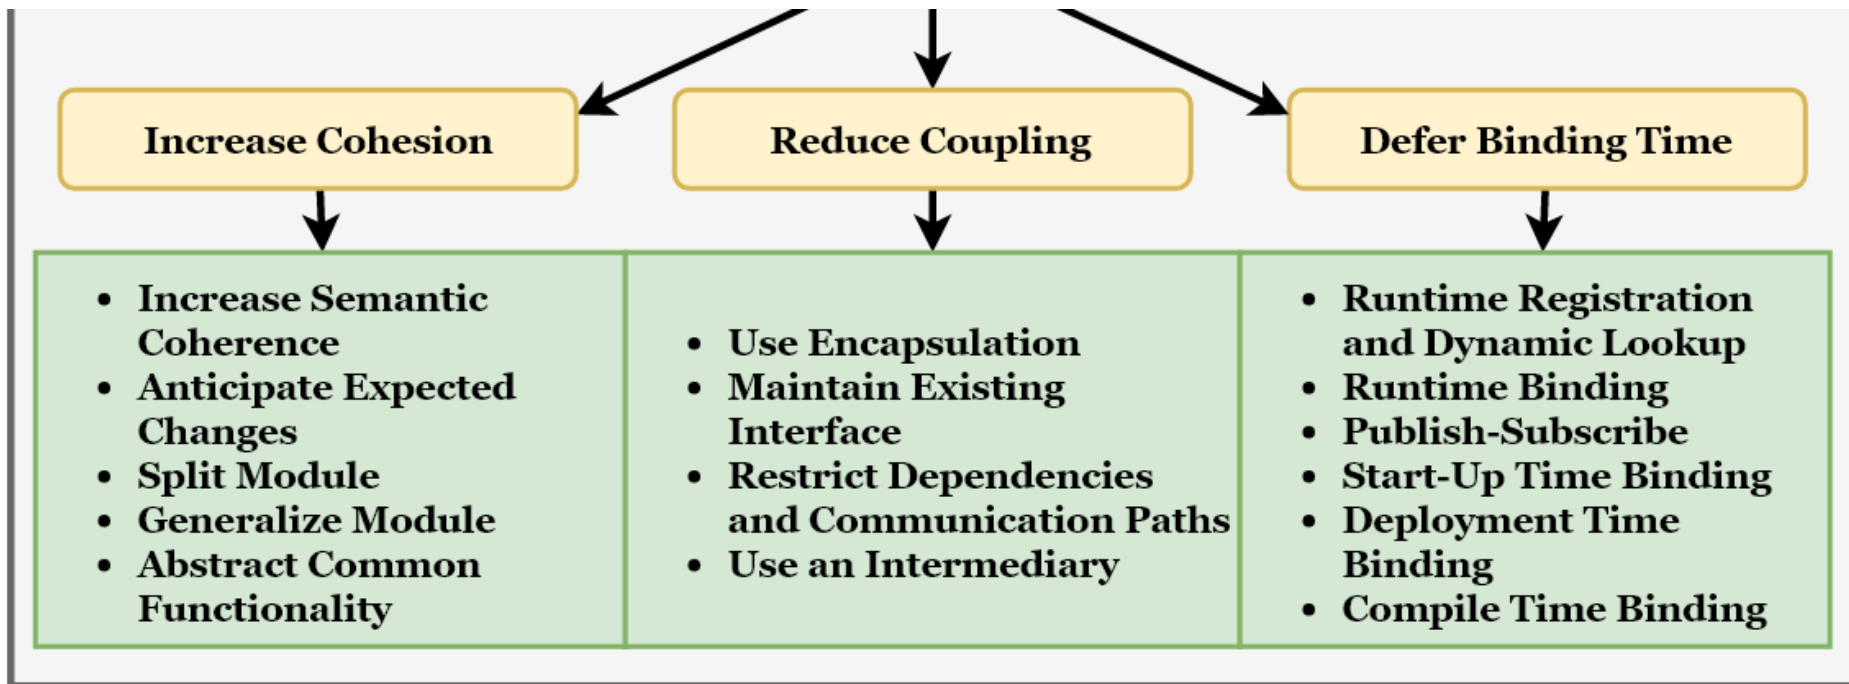 Increase Cohesion
Reduce Coupling
Defer Binding Time
• Increase Semantic
Coherence
• Anticipate Expected
Changes
• Split Module
• Generalize Module
• Abstract Common
Functionality
• Use Encapsulation
• Maintain Existing
Interface
• Restrict Dependencies
and Communication Paths
• Use an Intermediary
• Runtime Registration
and Dynamic Lookup
• Runtime Binding
• Publish-Subscribe
• Start-Up Time Binding
• Deployment Time
Binding
• Compile Time Binding